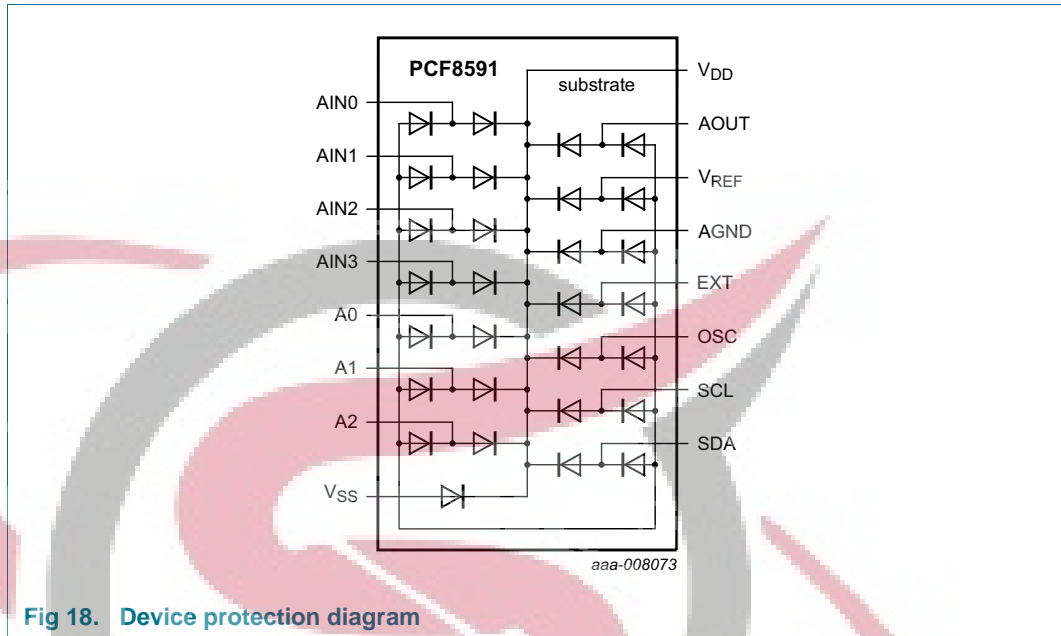 PCF8591
substrate
AIN0
AIN1
AIN2
AIN3
A0
A1
A2
VSS
VDD
AOUT
VREF
AGND
EXT
OSC
SCL
SDA
aaa-008073
Fig 18. Device protection diagram